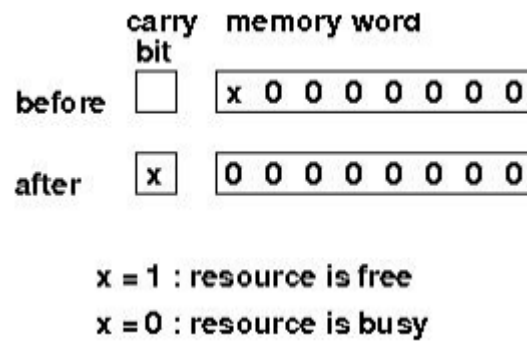 carry memory word
bit
before x 0 0 0 0 0 0 0
after x 0 0 0 0 0 0 0 0
x = 1 : resource is free
x = 0 : resource is busy